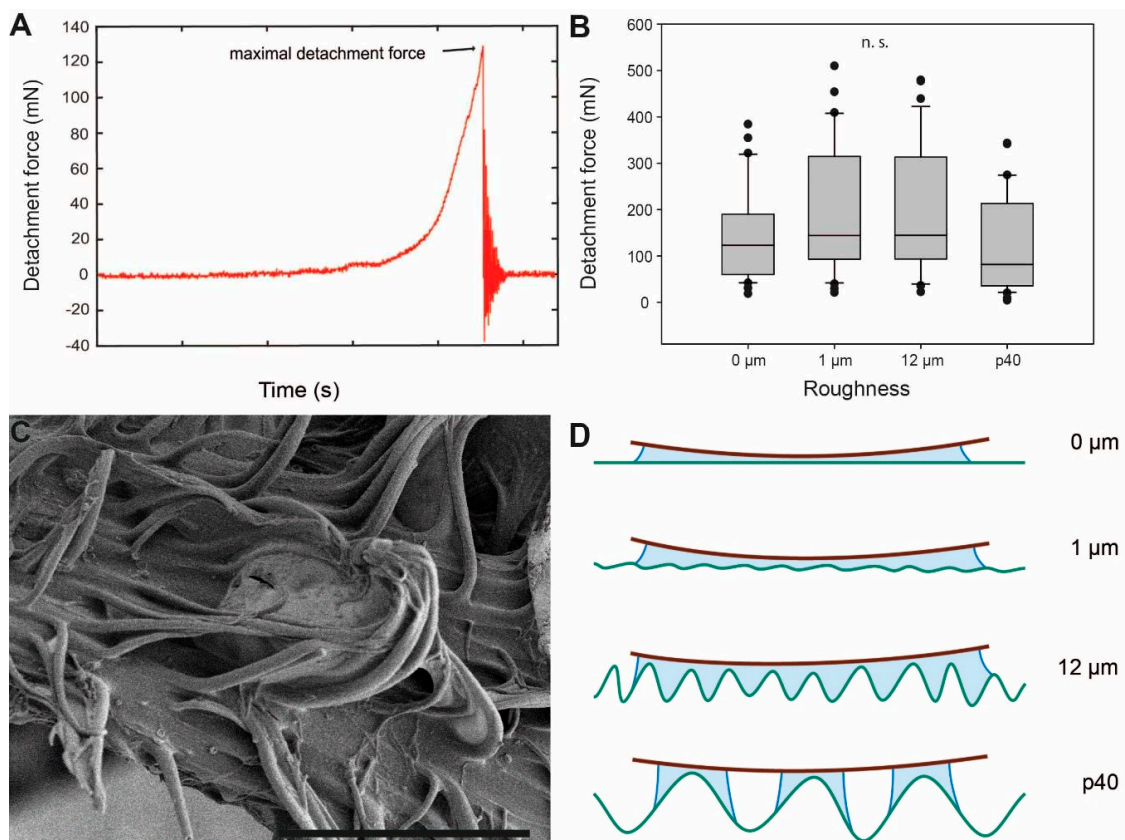 A
140
120
100
80
60
40
20
0
-20
-40
Detachment force (mN)
maximal detachment force
Time (s)
B
600
500
400
300
200
100
0
Detachment force (mN)
n. s.
0 µm
1 µm
12 µm
p40
Roughness
C
D
0 µm
1 µm
12 µm
p40